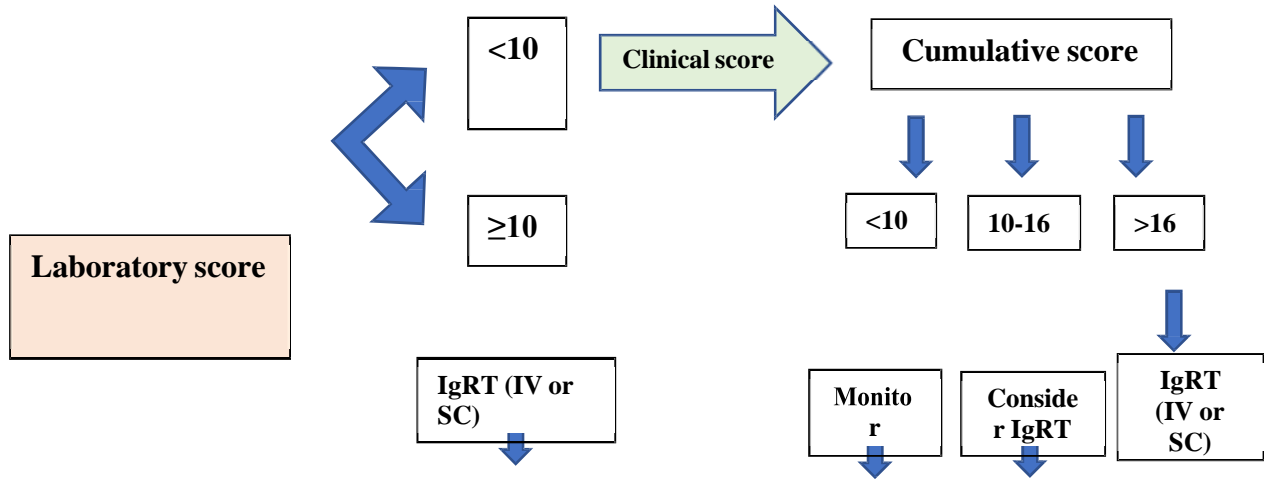 <10
Clinical score
Cumulative score
<10
10-16
>16
≥10
Laboratory score
IgRT (IV or
SC)
Monito
r
Conside
r IgRT
IgRT
(IV or
SC)